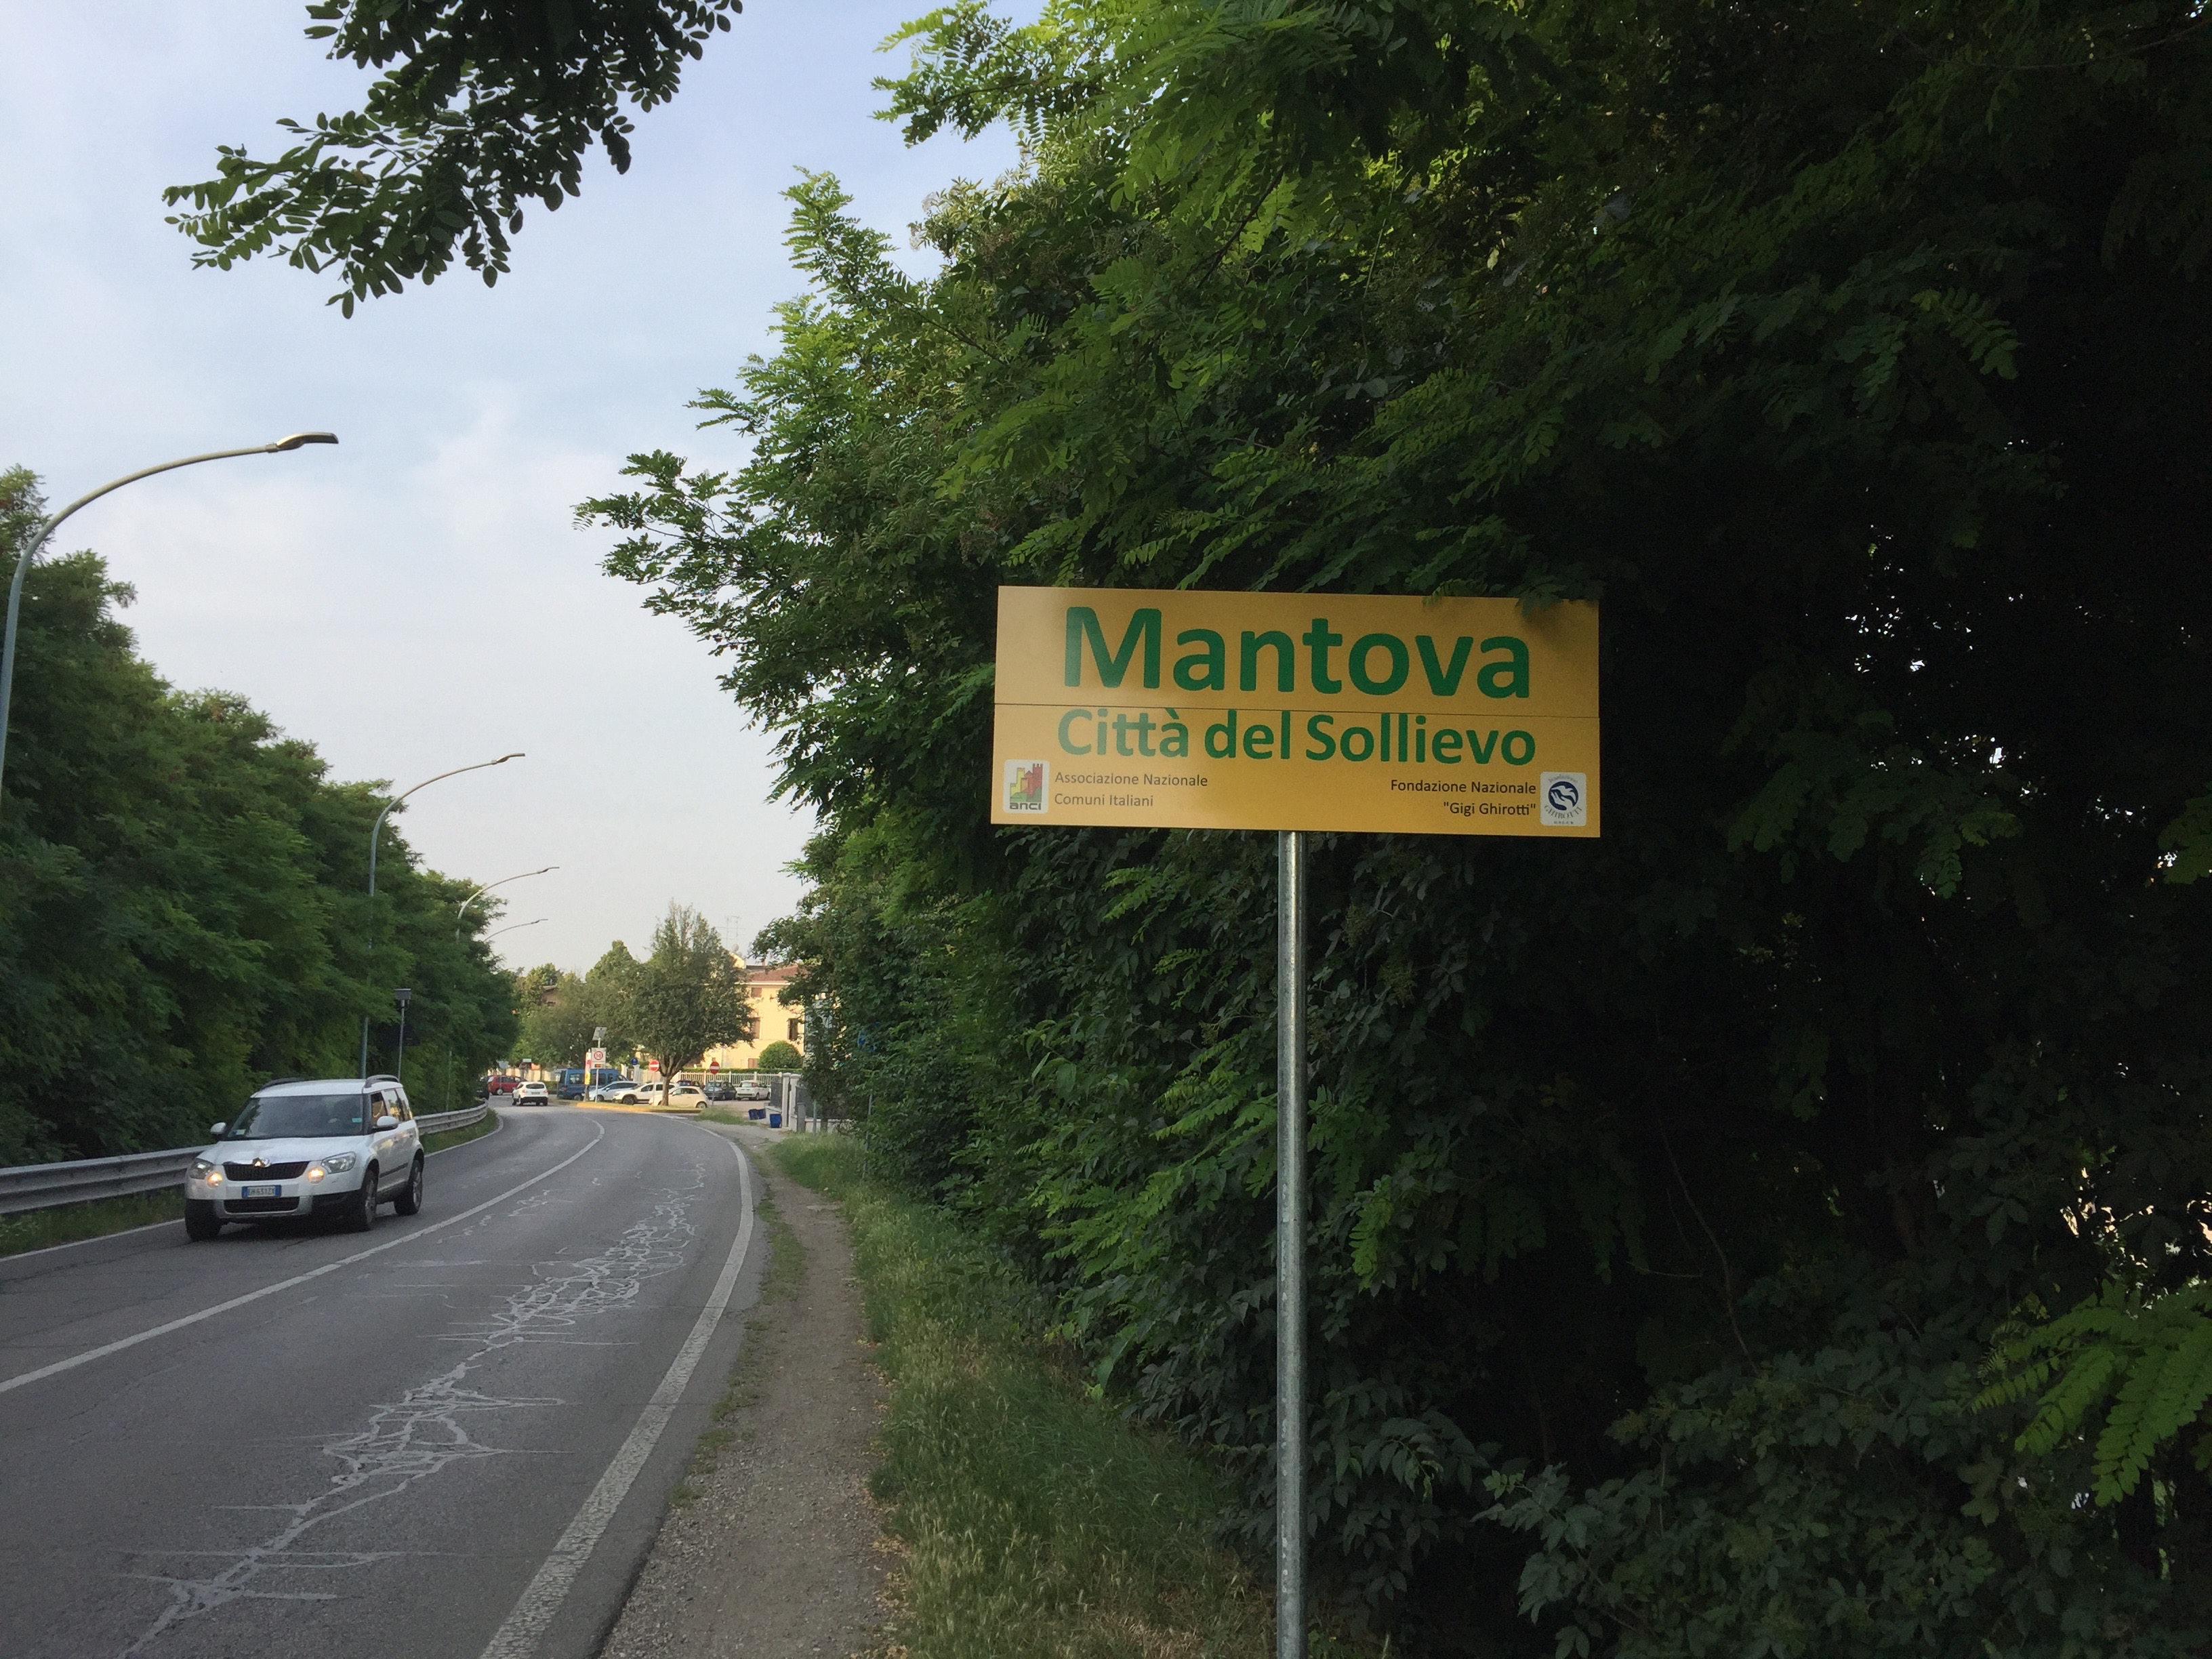 Mantova
Città del Sollievo
Associazione Nazionale
Comuni Italiani
anci
Fondazione Nazionale
"Gigi Ghirotti"